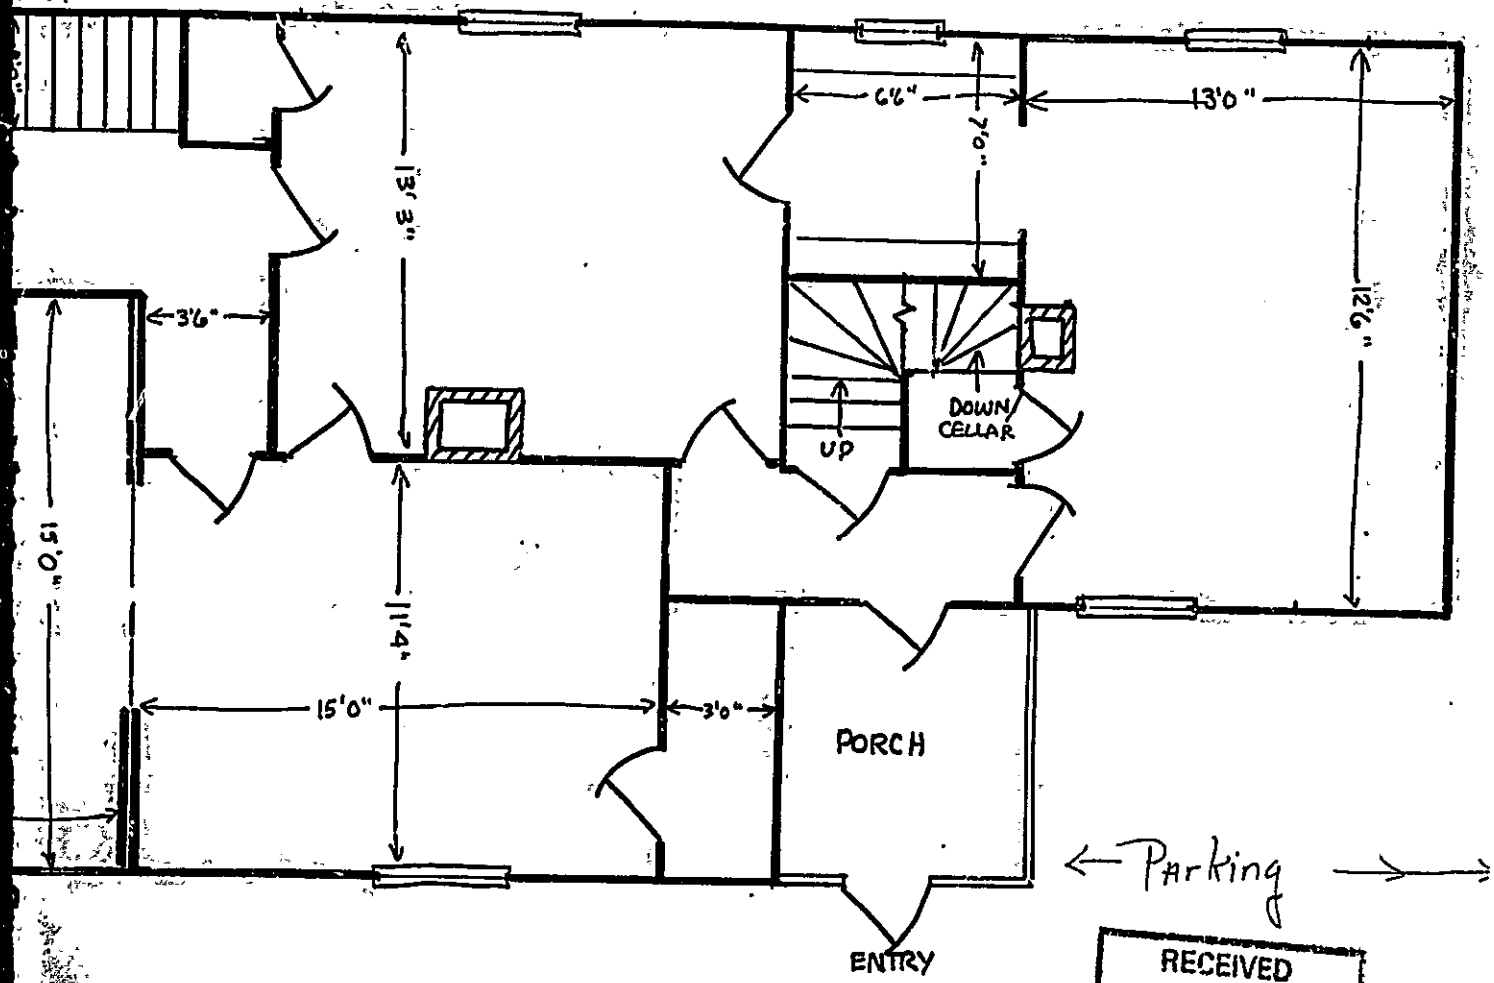 6'6"
13'0"
7'0"
13' 3"
12'6"
3'6"
DOWN
CELLAR
UP
15'0"
11'4"
15'0"
3'0"
PORCH
Parking
ENTRY
RECEIVED